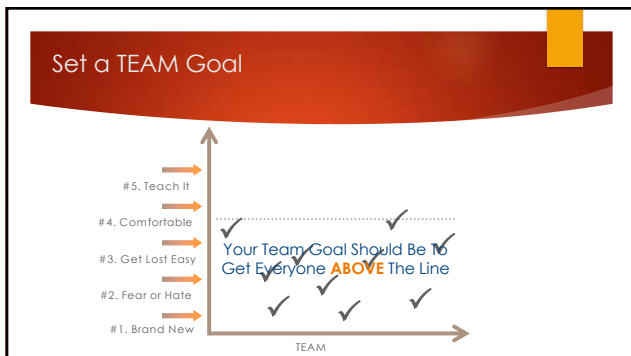 Set a TEAM Goal
#5. Teach It
#4. Comfortable
#3. Get Lost Easy
#2. Fear or Hate
#1. Brand New
Your Team Goal Should Be To
Get Everyone ABOVE The Line
TEAM